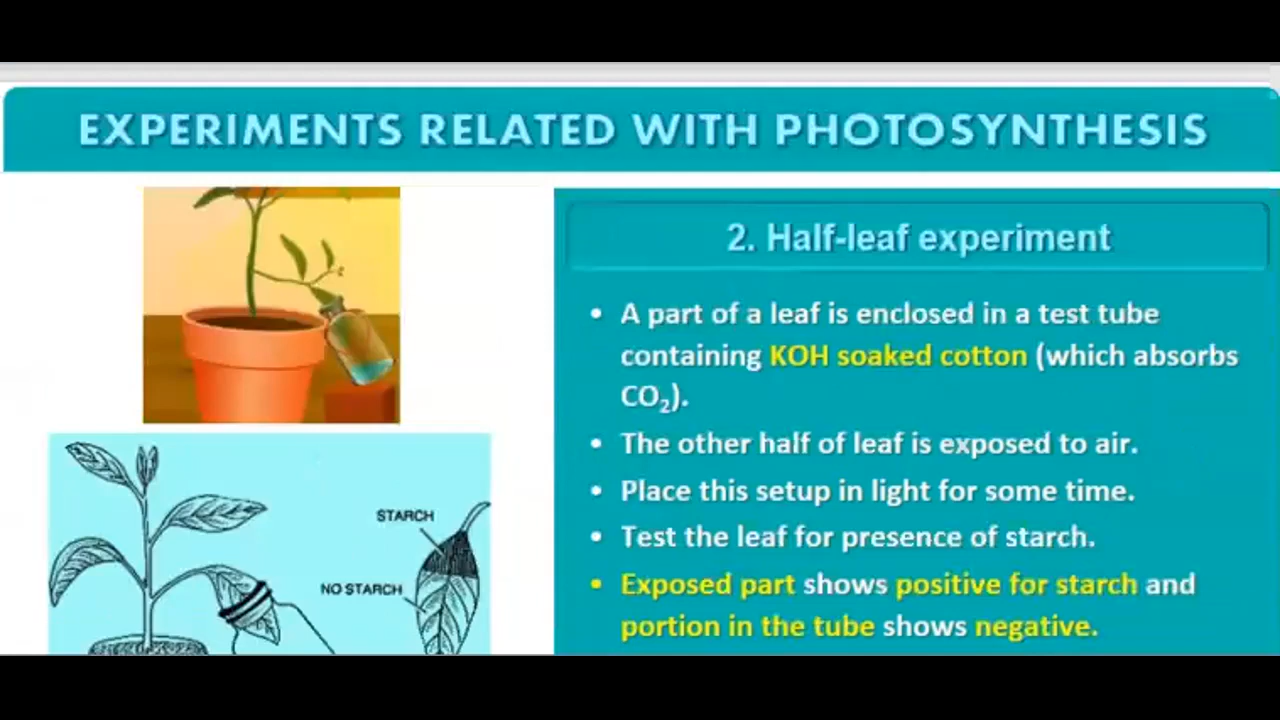 EXPERIMENTS RELATED WITH PHOTOSYNTHESIS
2. Half-leaf experiment
• A part of a leaf is enclosed in a test tube
containing KOH soaked cotton (which absorbs
CO₂).
• The other half of leaf is exposed to air.
• Place this setup in light for some time.
• Test the leaf for presence of starch.
• Exposed part shows positive for starch and
portion in the tube shows negative.
STARCH
NO STARCH